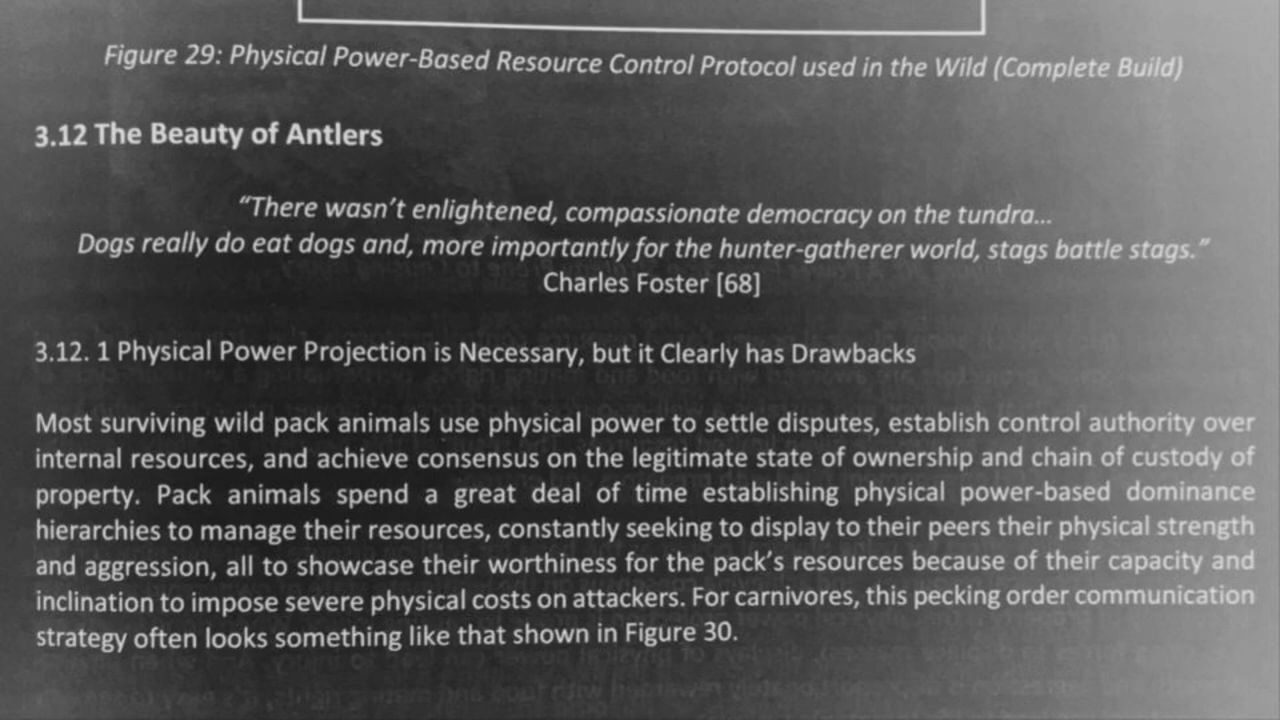 Figure 29: Physical Power-Based Resource Control Protocol used in the Wild (Complete Build)
3.12 The Beauty of Antlers
“There wasn’t enlightened, compassionate democracy on the tundra…
Dogs really do eat dogs and, more importantly for the hunter-gatherer world, stags battle stags.”
Charles Foster [68]
3.12. 1 Physical Power Projection is Necessary, but it Clearly has Drawbacks
Most surviving wild pack animals use physical power to settle disputes, establish control authority over
internal resources, and achieve consensus on the legitimate state of ownership and chain of custody of
property. Pack animals spend a great deal of time establishing physical power-based dominance
hierarchies to manage their resources, constantly seeking to display to their peers their physical strength
and aggression, all to showcase their worthiness for the pack’s resources because of their capacity and
inclination to impose severe physical costs on attackers. For carnivores, this pecking order communication
strategy often looks something like that shown in Figure 30.